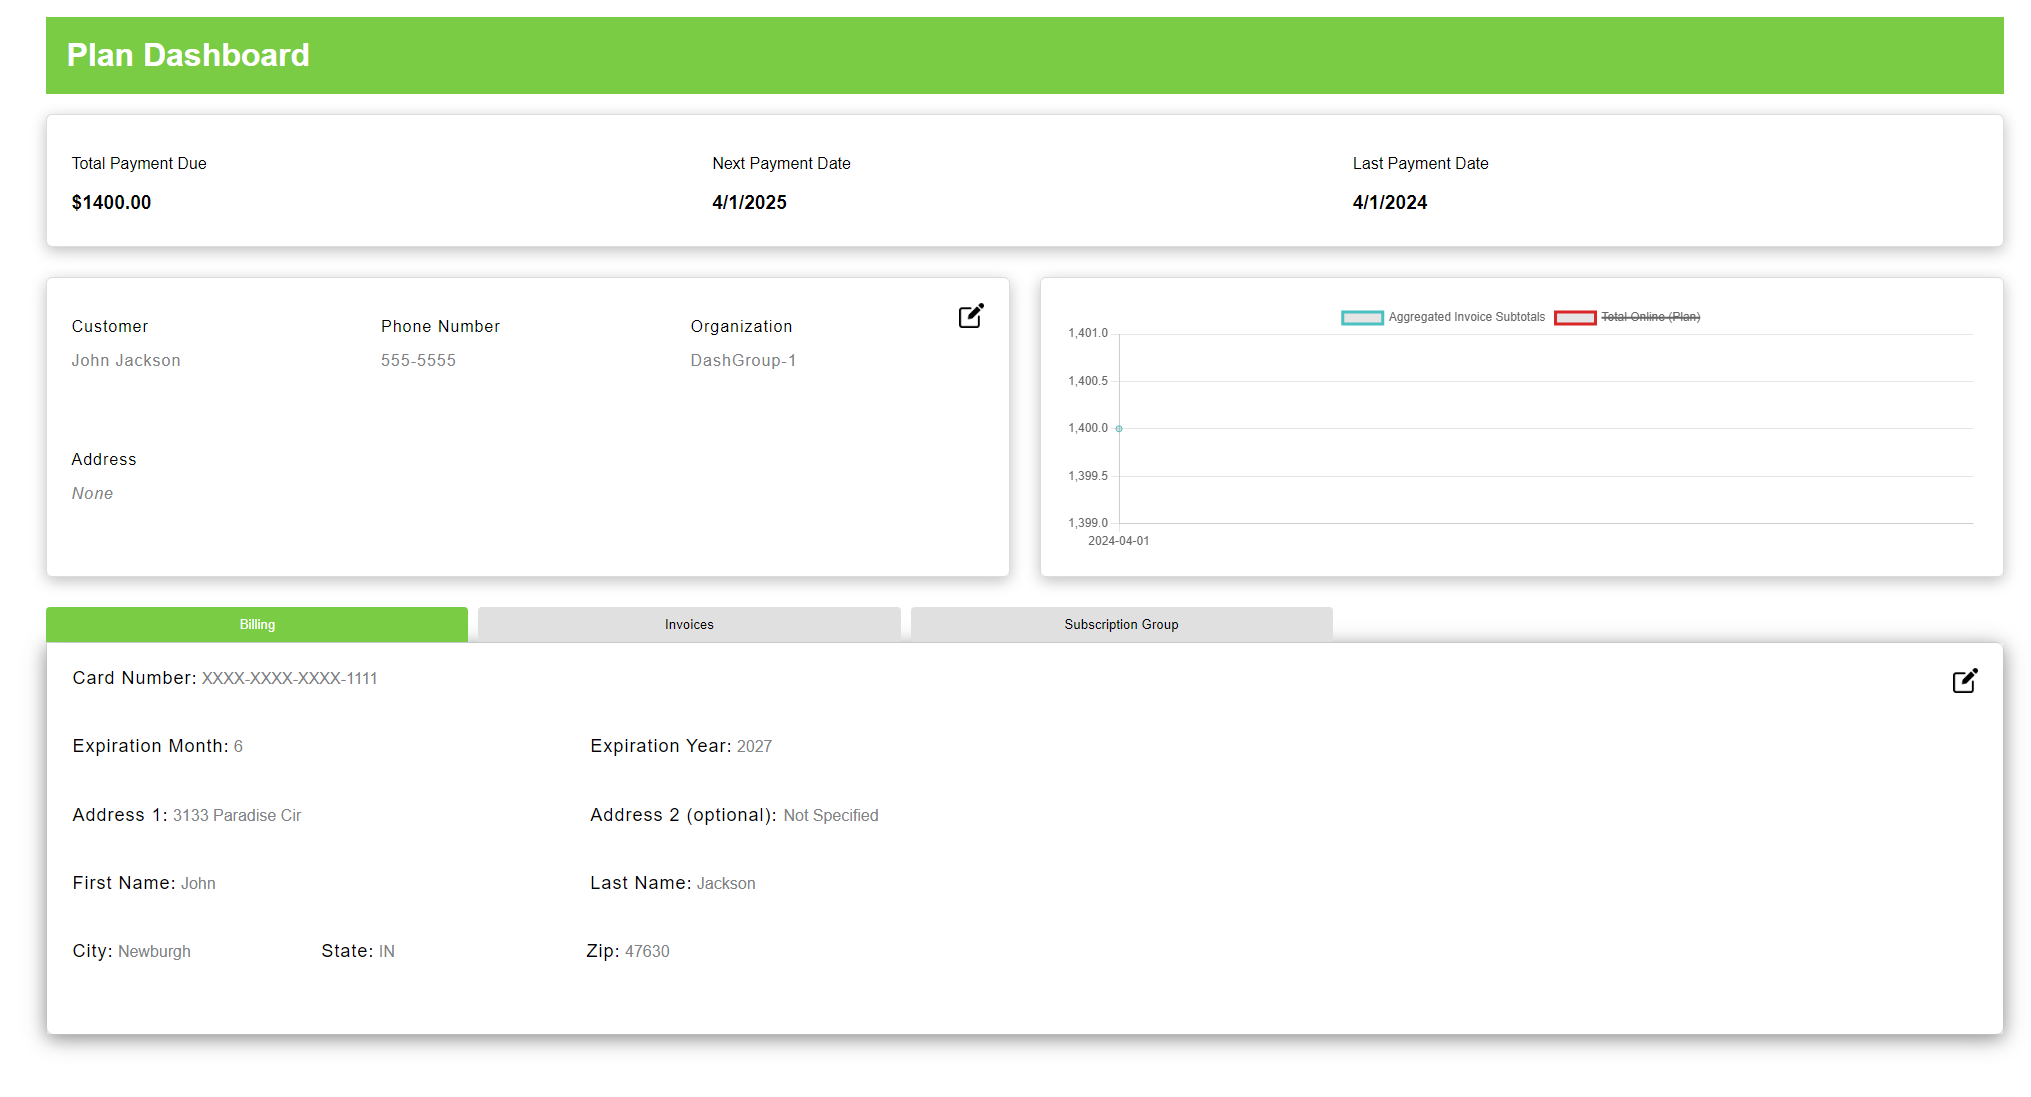 Plan Dashboard
Total Payment Due
$1400.00
Next Payment Date
4/1/2025
Last Payment Date
4/1/2024
Customer
John Jackson
Phone Number
555-5555
Organization
DashGroup-1
Address
None
Aggregated Invoice Subtotals
Total Online (Plan)
1,401.0
1,400.5
1,400.0
1,399.5
1,399.0
2024-04-01
Billing
Invoices
Subscription Group
Card Number: XXXX-XXXX-XXXX-1111
Expiration Month: 6
Expiration Year: 2027
Address 1: 3133 Paradise Cir
Address 2 (optional): Not Specified
First Name: John
Last Name: Jackson
City: Newburgh
State: IN
Zip: 47630